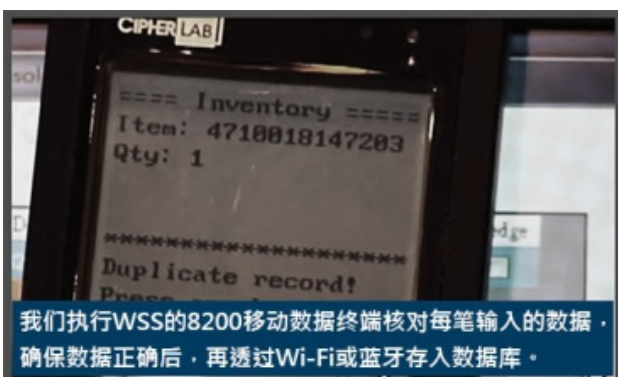 CIPHERLAB
sol
==== Inventory =====
Item: 4710018147203
Qty: 1
edge
*******************
Duplicate record!
Press
我们执行WSS的8200移动数据终端核对每笔输入的数据，
确保数据正确后，再透过Wi-Fi或蓝牙存入数据库。